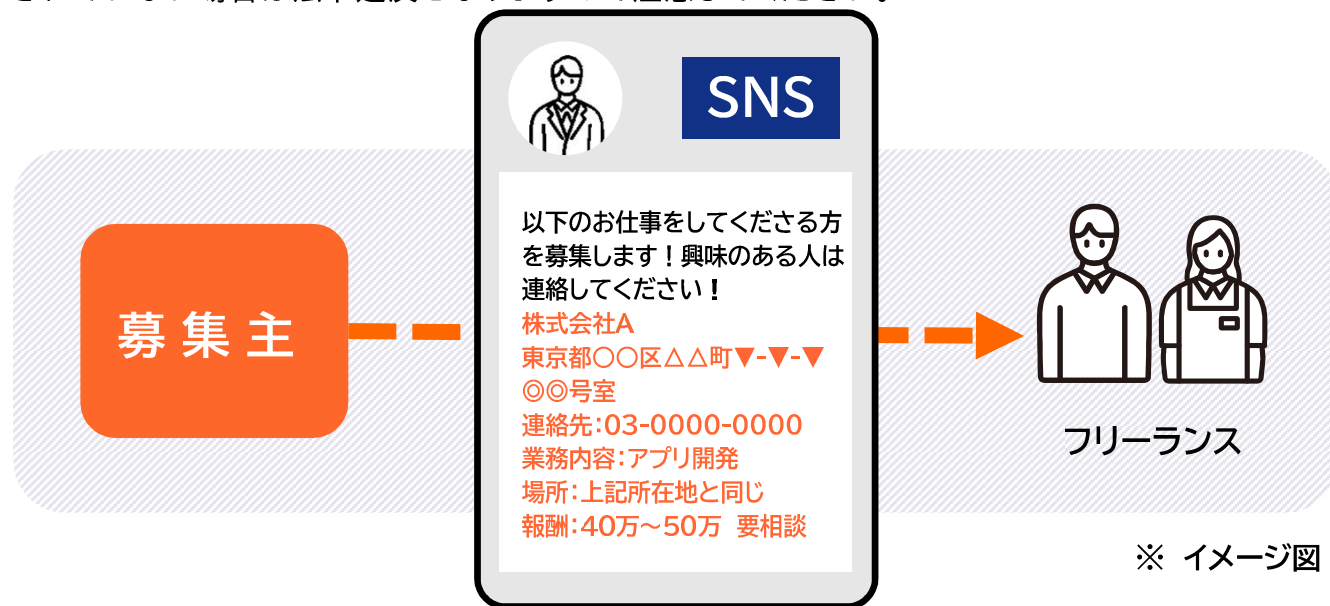 SNS
以下のお仕事をしてくださる方
を募集します！興味のある人は
連絡してください！
株式会社A
東京都○○区△△町▼-▼-▼
◎◎号室
連絡先：03-0000-0000
業務内容：アプリ開発
場所：上記所在地と同じ
報酬：40万～50万 要相談
募集主
フリーランス
※ イメージ図